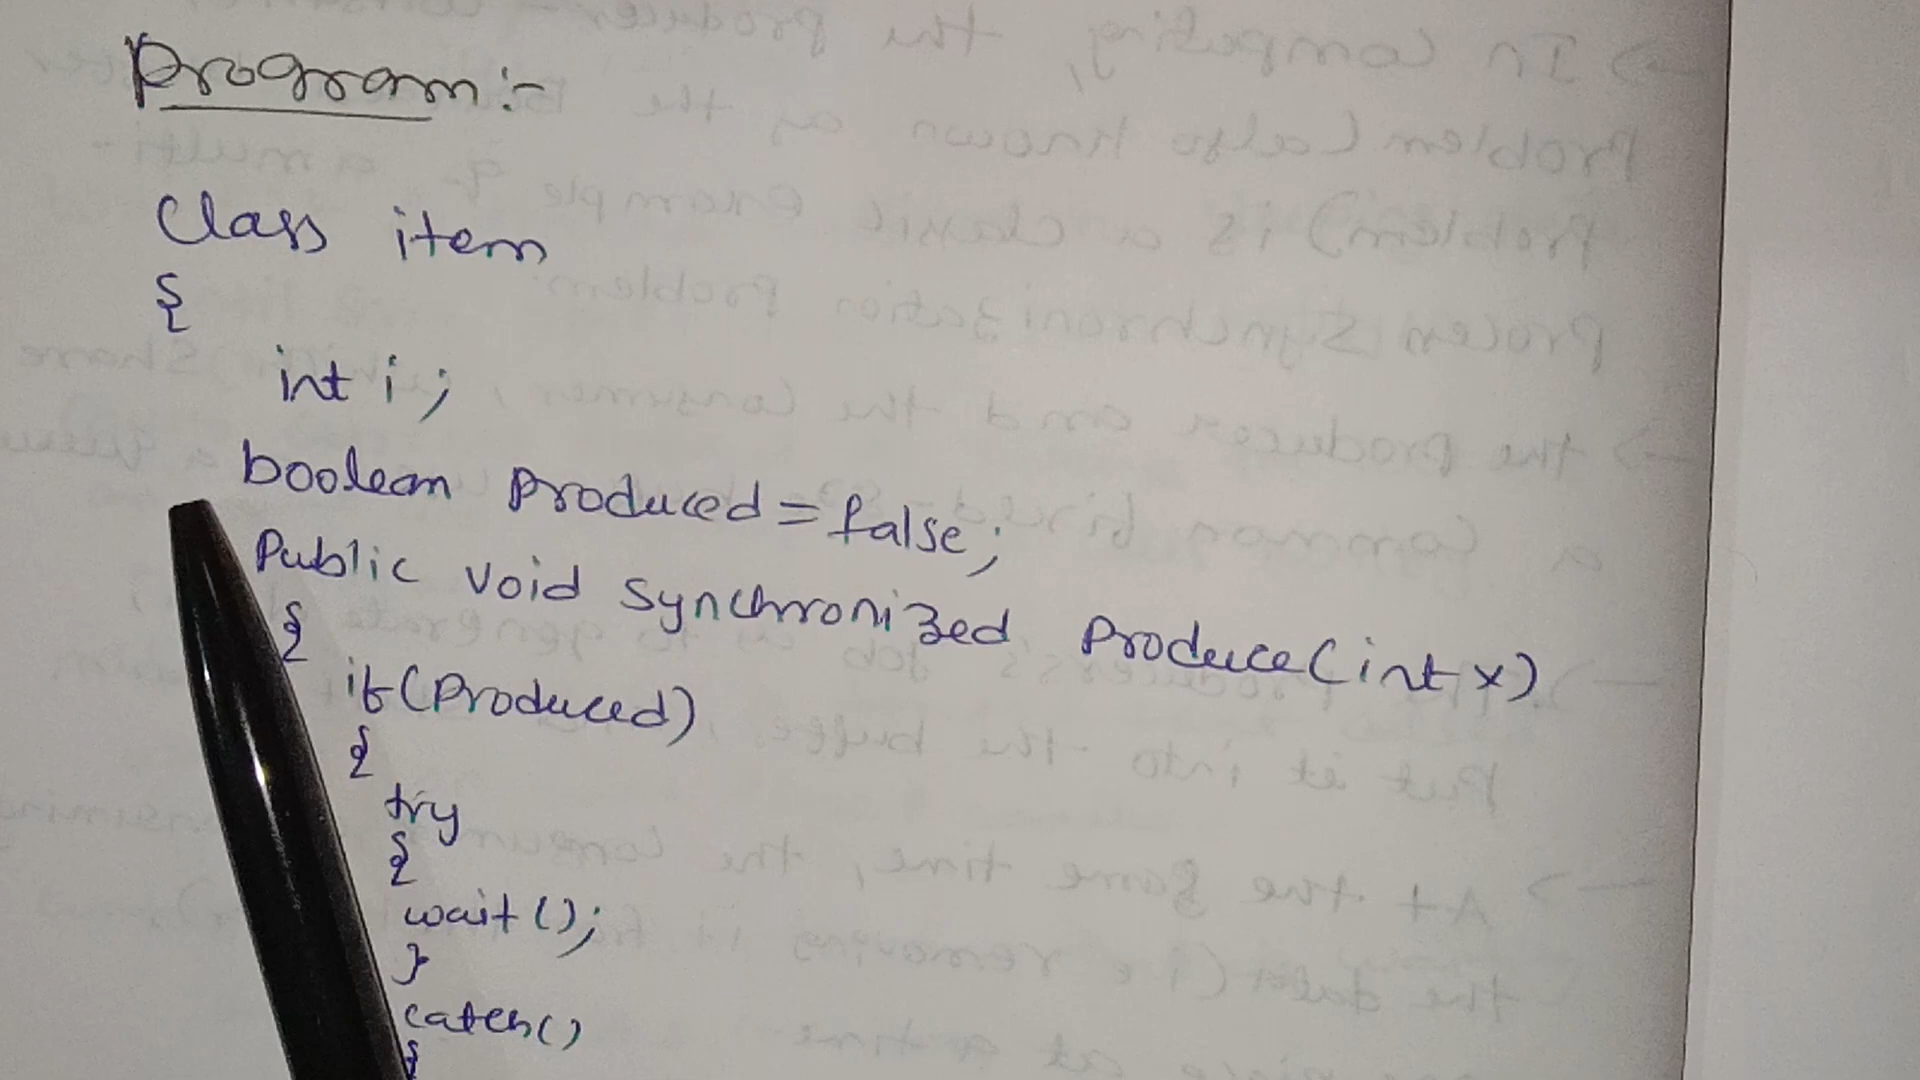 Program:-
Class item
{
int i;
boolean Produced = false;
Public void synchronized Produce(int x)
{
if(Produced)
{
try
{
wait();
}
catch()
{